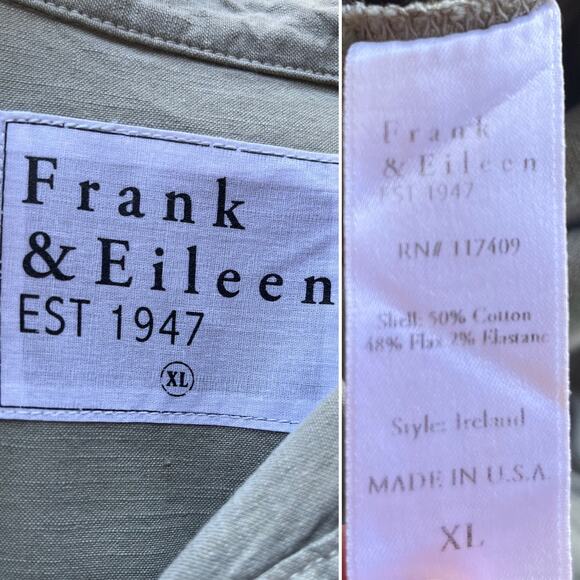 Frank
& Eileen
EST 1947
XL
Frank
& Eileen
EST 1947
RN# 117409
Shell: 50% Cotton
48% Flax 2% Elastane
Style: Ireland
MADE IN U.S.A.
XL